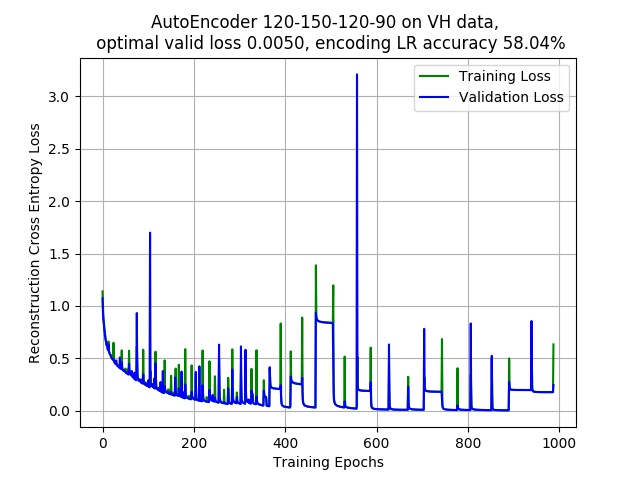 AutoEncoder 120-150-120-90 on VH data,
optimal valid loss 0.0050, encoding LR accuracy 58.04%
Training Loss
Validation Loss
Reconstruction Cross Entropy Loss
3.0
2.5
2.0
1.5
1.0
0.5
0.0
0 200 400 600 800 1000
Training Epochs